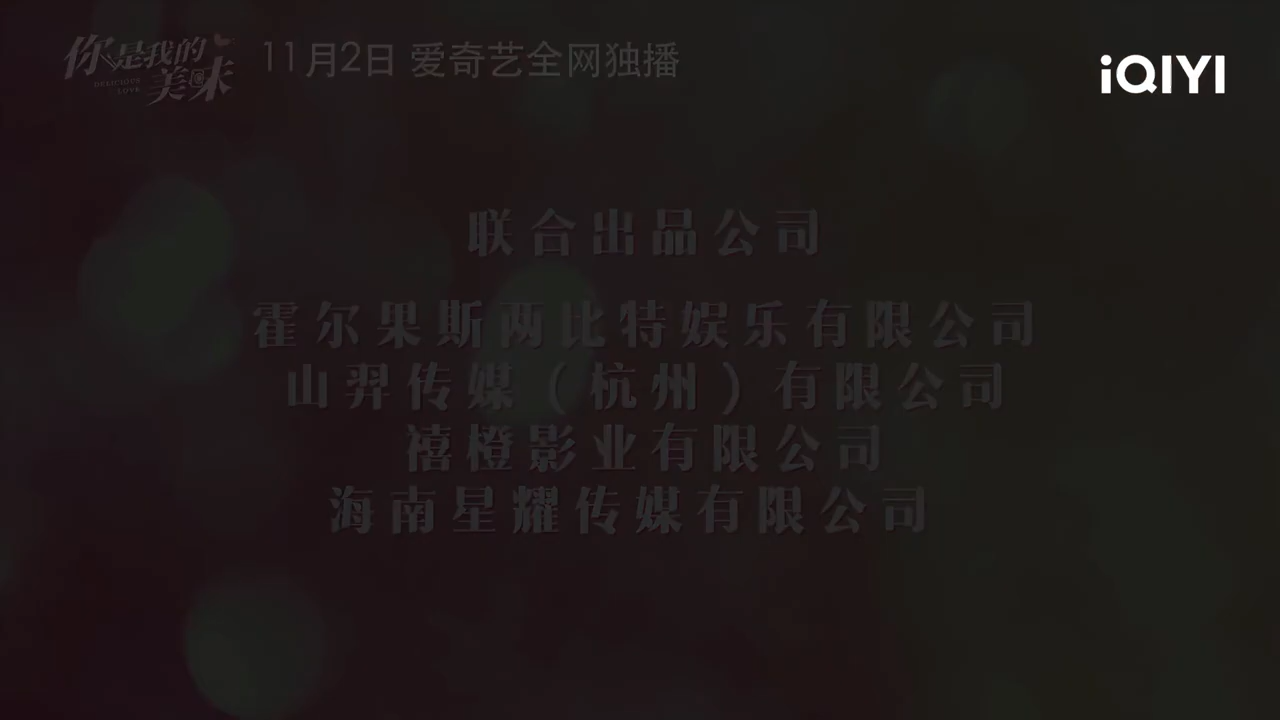 你是我的
美味
DELICIOUS
LOVE
11月2日 爱奇艺全网独播
iQIYI
联合出品公司
霍尔果斯两比特娱乐有限公司
山羿传媒（杭州）有限公司
禧橙影业有限公司
海南星耀传媒有限公司